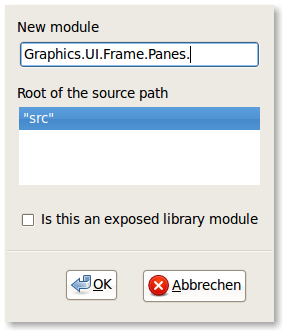 New module
Graphics.UI.Frame.Panes.
Root of the source path
"src"
Is this an exposed library module
OK
Abbrechen